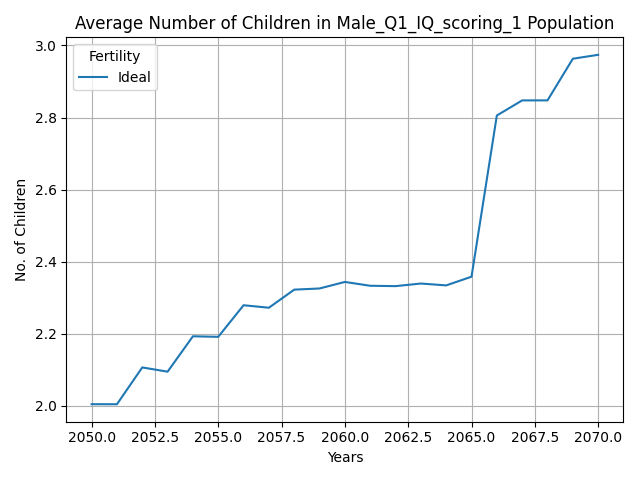 Average Number of Children in Male_Q1_IQ_scoring_1 Population
Fertility
Ideal
3.0
2.8
2.6
2.4
2.2
2.0
No. of Children
2050.0 2052.5 2055.0 2057.5 2060.0 2062.5 2065.0 2067.5 2070.0
Years